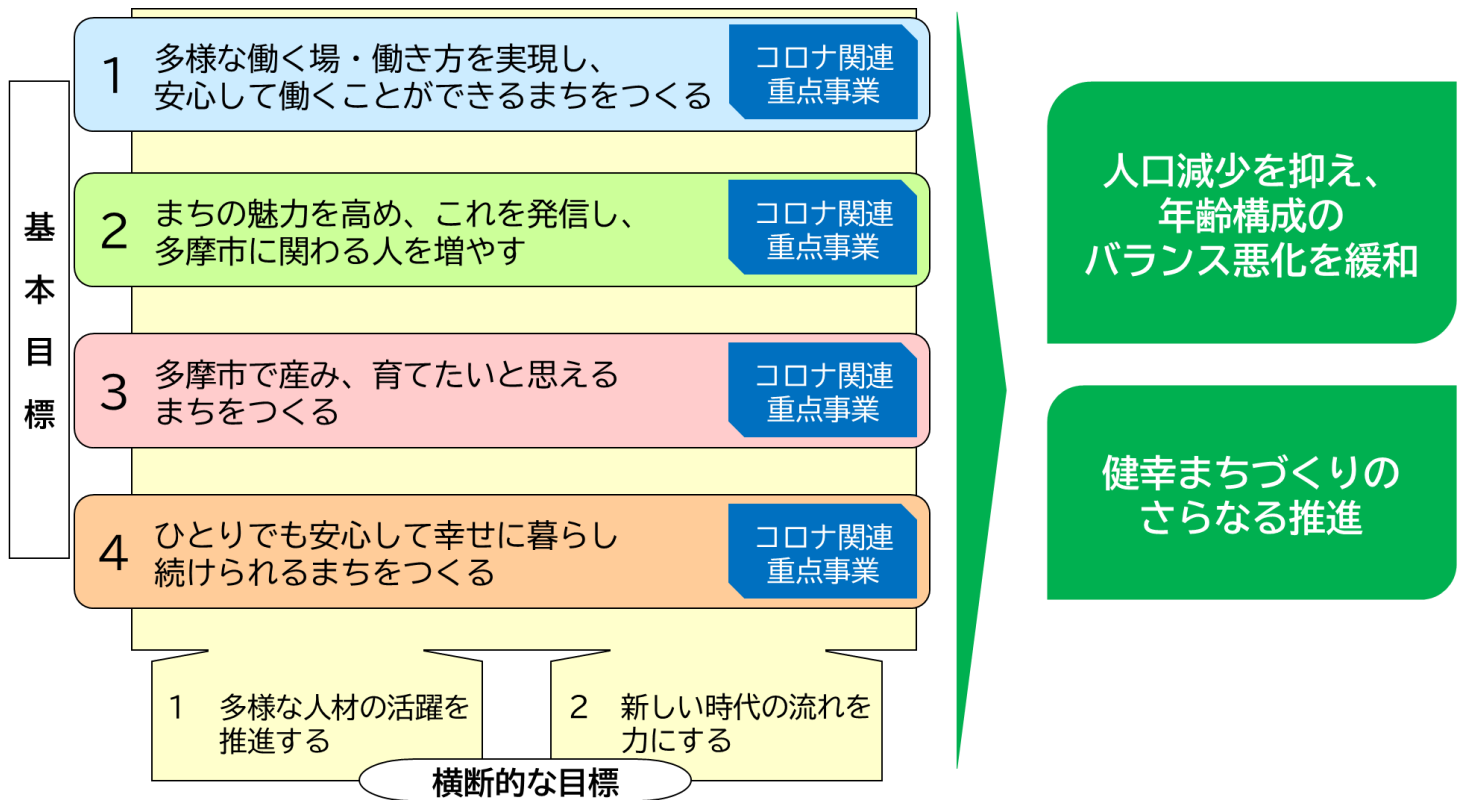 基本目標
1
多様な働く場・働き方を実現し、
安心して働くことができるまちをつくる
コロナ関連
重点事業
2
まちの魅力を高め、これを発信し、
多摩市に関わる人を増やす
コロナ関連
重点事業
3
多摩市で産み、育てたいと思える
まちをつくる
コロナ関連
重点事業
4
ひとりでも安心して幸せに暮らし
続けられるまちをつくる
コロナ関連
重点事業
1 多様な人材の活躍を
推進する
2 新しい時代の流れを
力にする
横断的な目標
人口減少を抑え、
年齢構成の
バランス悪化を緩和
健幸まちづくりの
さらなる推進